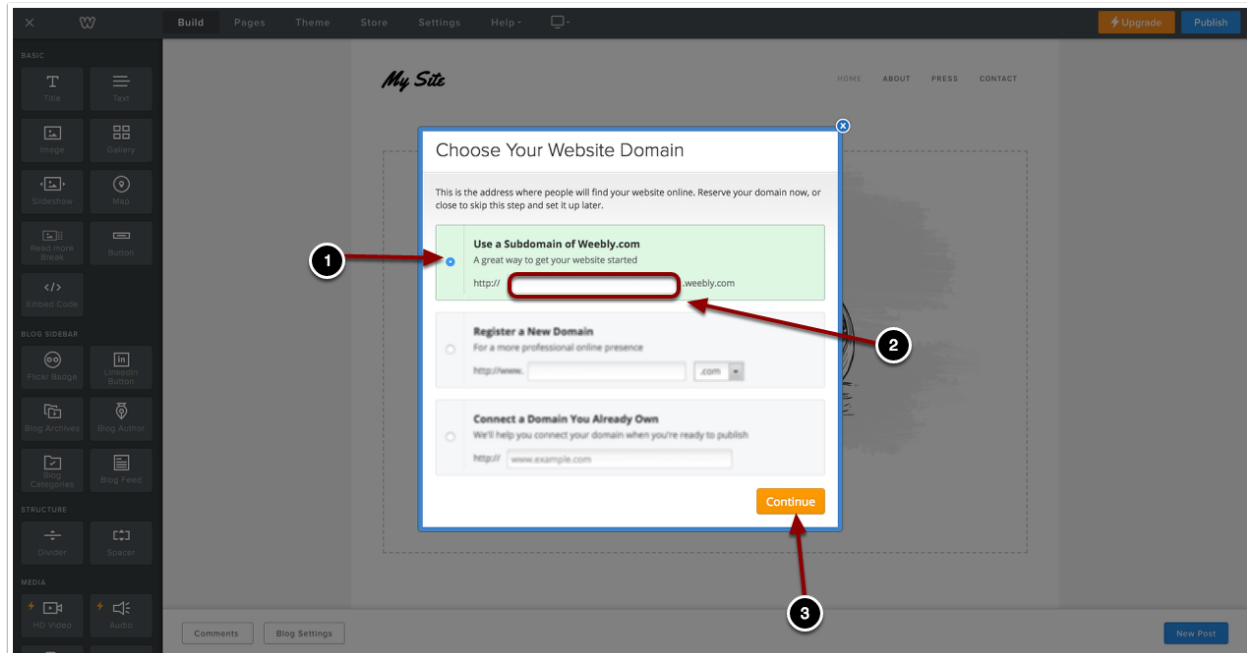 Build Pages Theme Store Settings Help
Upgrade Publish
BASIC
Title Text
Image Gallery
Slideshow Map
Read more
Break
Button
</>
Embed Code
BLOG SIDEBAR
Flickr Badge
in
LinkedIn
Button
Blog Archives Blog Author
Blog
Categories
Blog Feed
STRUCTURE
Divider Spacer
MEDIA
HD Video Audio
My Site
HOME ABOUT PRESS CONTACT
Choose Your Website Domain
This is the address where people will find your website online. Reserve your domain now, or
close to skip this step and set it up later.
1
Use a Subdomain of Weebly.com
A great way to get your website started
http:// .weebly.com
2
Register a New Domain
For a more professional online presence
http://www. .com
Connect a Domain You Already Own
We'll help you connect your domain when you're ready to publish
http:// www.example.com
Continue
3
Comments Blog Settings
New Post